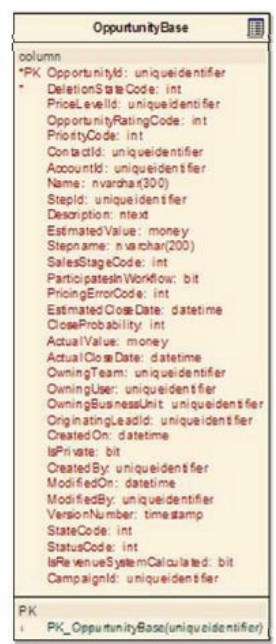 OppurtunityBase
column
*PK OpportunityId: uniqueidentifier
* DeletionStateCode: int
PriceLevelId: uniqueidentifier
OpportunityRatingCode: int
PriorityCode: int
ContactId: uniqueidentifier
AccountId: uniqueidentifier
Name: nvarchar(300)
StepId: uniqueidentifier
Description: ntext
EstimatedValue: money
Stepname: nvarchar(200)
SalesStageCode: int
ParticipatesInWorkflow: bit
PricingErrorCode: int
EstimatedCloseDate: datetime
CloseProbability: int
ActualValue: money
ActualCloseDate: datetime
OwningTeam: uniqueidentifier
OwningUser: uniqueidentifier
OwningBusinessUnit: uniqueidentifier
OriginatingLeadId: uniqueidentifier
CreatedOn: datetime
IsPrivate: bit
CreatedBy: uniqueidentifier
ModifiedOn: datetime
ModifiedBy: uniqueidentifier
VersionNumber: timestamp
StateCode: int
StatusCode: int
IsRevenueSystemCalculated: bit
CampaignId: uniqueidentifier
PK
+ PK_OppurtunityBase(uniqueidentifier)